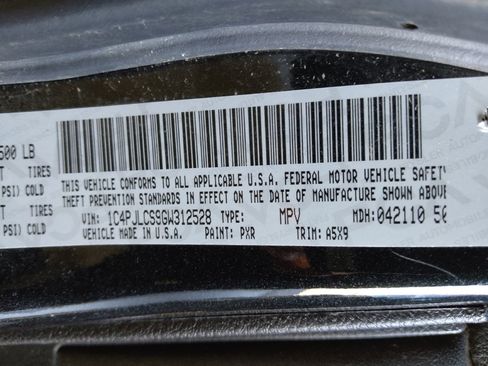 500 LB
TIRES
PSI) COLD
TIRES
PSI) COLD
THIS VEHICLE CONFORMS TO ALL APPLICABLE U.S.A. FEDERAL MOTOR VEHICLE SAFETY
THEFT PREVENTION STANDARDS IN EFFECT ON THE DATE OF MANUFACTURE SHOWN ABOVE
VIN: 1C4PJLCS9GW312528 TYPE: MPV MDH: 042110 56
VEHICLE MADE IN U.S.A. PAINT: PXR TRIM: A5X9